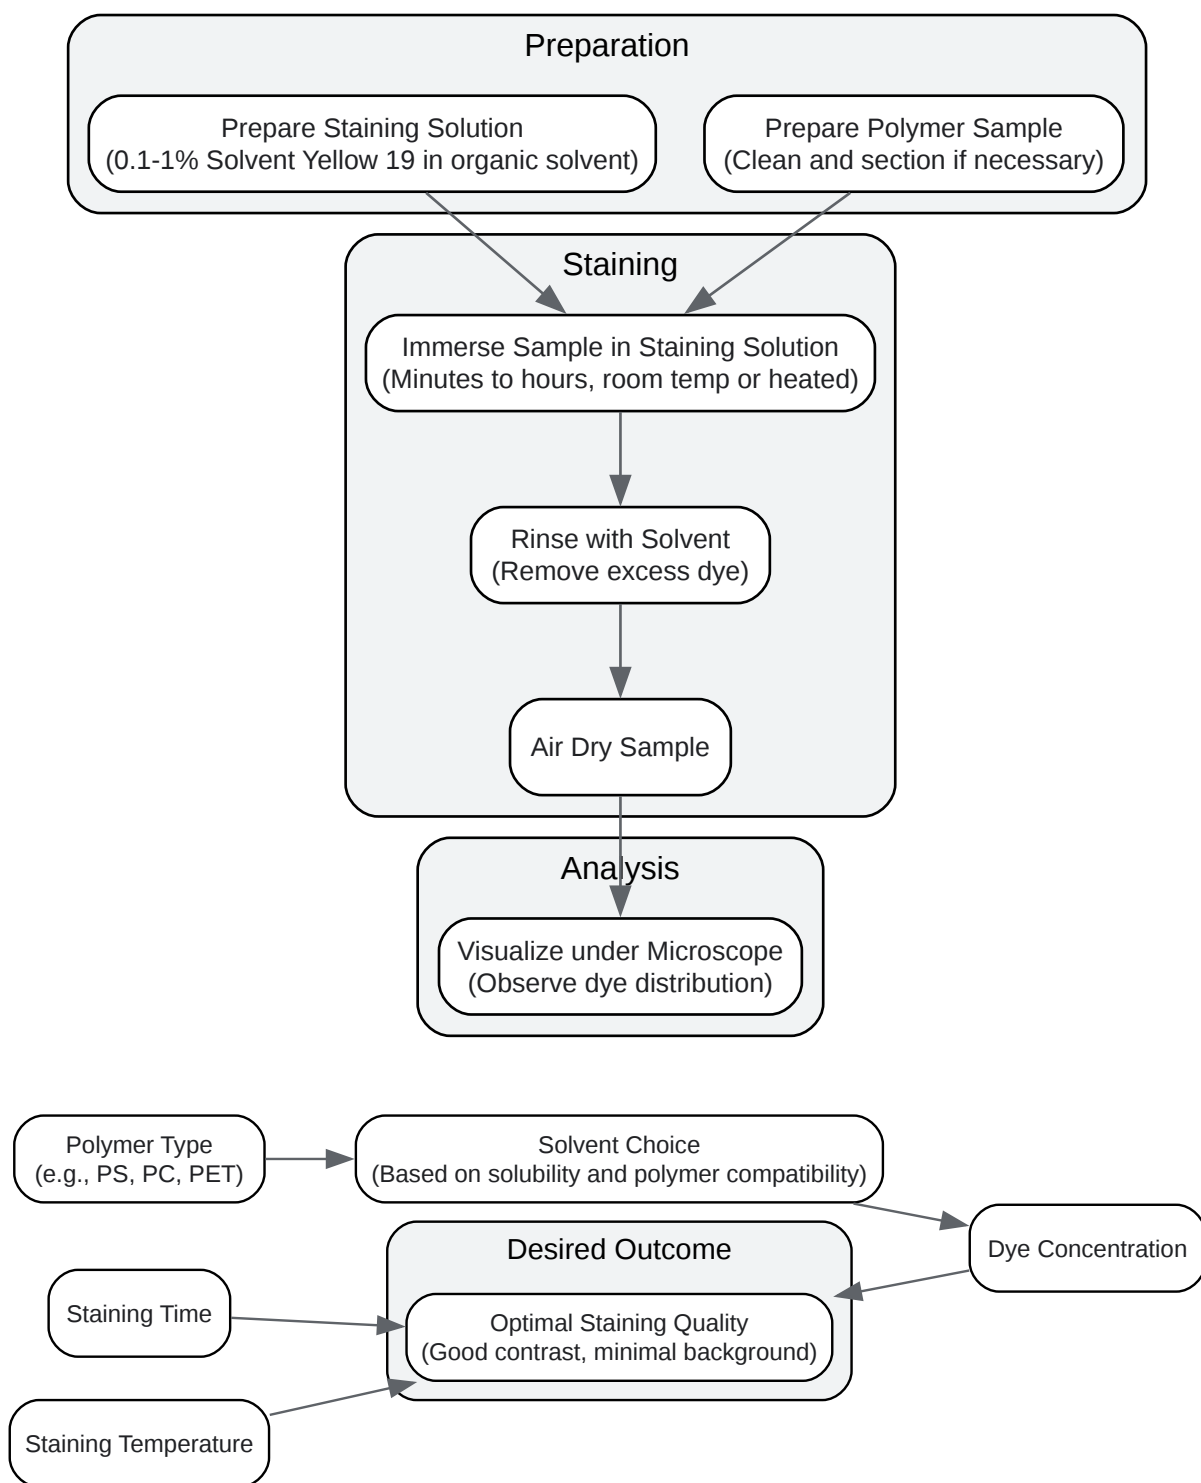 Preparation
Prepare Staining Solution
(0.1-1% Solvent Yellow 19 in organic solvent)
Prepare Polymer Sample
(Clean and section if necessary)
Staining
Immerse Sample in Staining Solution
(Minutes to hours, room temp or heated)
Rinse with Solvent
(Remove excess dye)
Air Dry Sample
Analysis
Visualize under Microscope
(Observe dye distribution)
Polymer Type
(e.g., PS, PC, PET)
Solvent Choice
(Based on solubility and polymer compatibility)
Dye Concentration
Desired Outcome
Staining Time
Optimal Staining Quality
(Good contrast, minimal background)
Staining Temperature